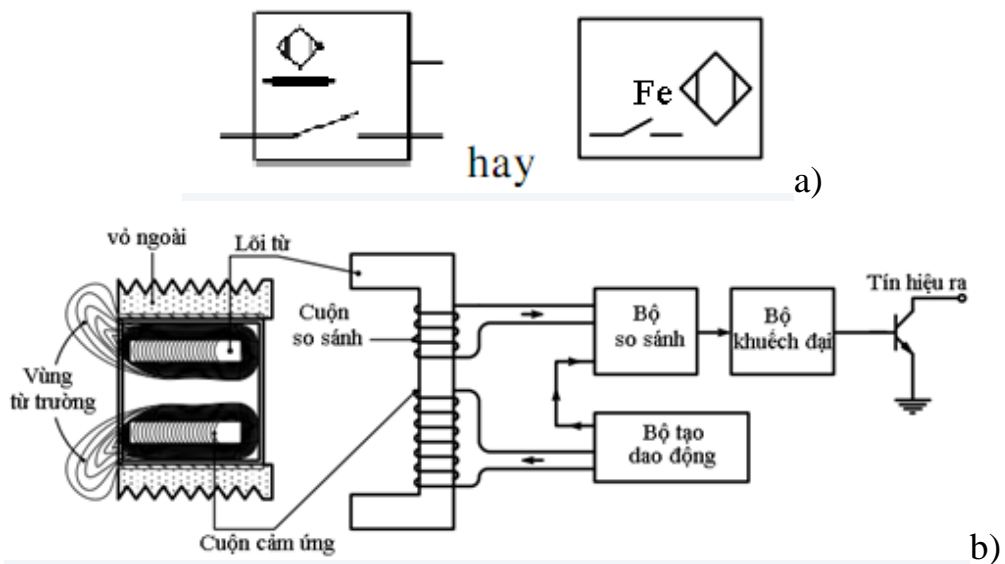 Fe
hay
a)
vỏ ngoài
Lõi từ
Tín hiệu ra
Cuộn
so sánh
Bộ
so sánh
Bộ
khuếch đại
Vùng
từ trường
Bộ tạo
dao động
Cuộn cảm ứng
b)